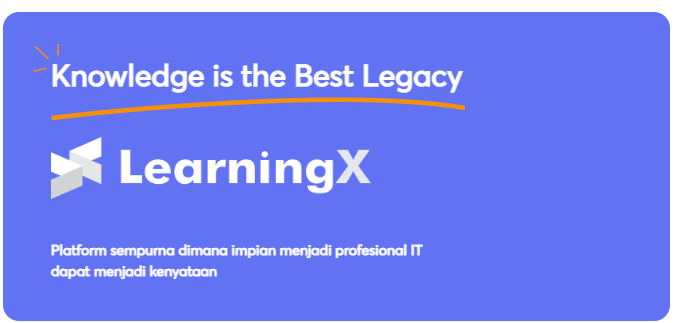 Knowledge is the Best Legacy
LearningX
Platform sempurna dimana impian menjadi profesional IT
dapat menjadi kenyataan